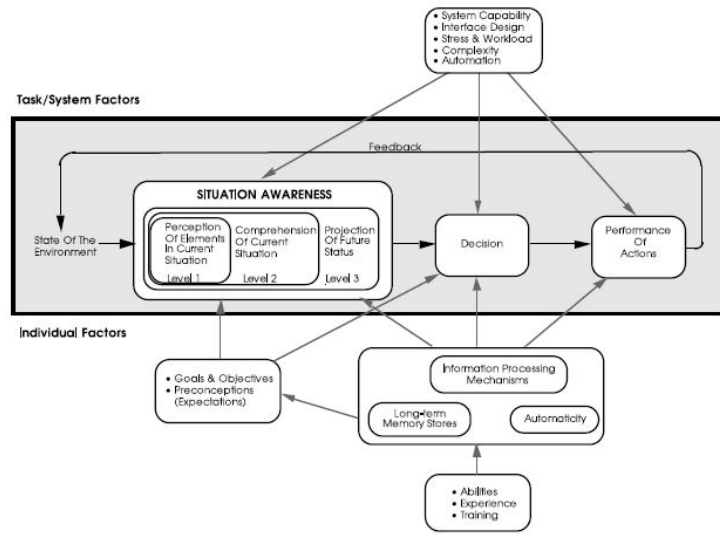 • System Capability
• Interface Design
• Stress & Workload
• Complexity
• Automation
Task/System Factors
Feedback
SITUATION AWARENESS
State Of The
Environment
Perception
Of Elements
In Current
Situation
Level 1
Comprehension
Of Current
Situation
Level 2
Projection
Of Future
Status
Level 3
Decision
Performance
Of
Actions
Individual Factors
• Goals & Objectives
• Preconceptions
(Expectations)
Information Processing
Mechanisms
Long-term
Memory Stores
Automaticity
• Abilities
• Experience
• Training